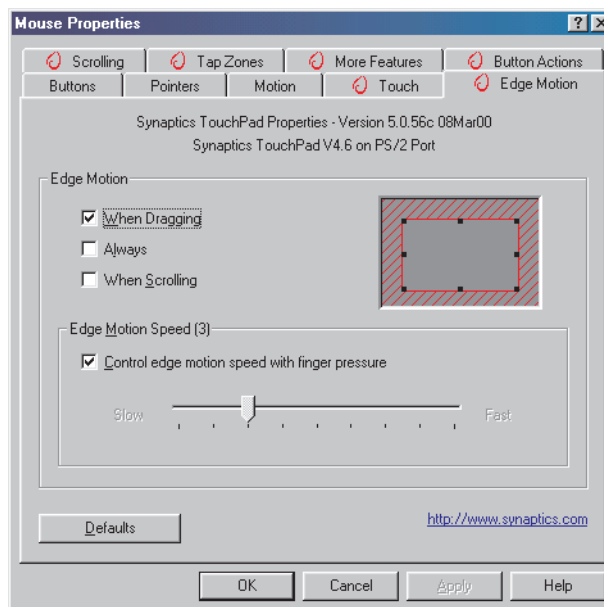 Mouse Properties
Scrolling Tap Zones More Features Button Actions
Buttons Pointers Motion Touch Edge Motion
Synaptics TouchPad Properties - Version 5.0.56c 08Mar00
Synaptics TouchPad V4.6 on PS/2 Port
Edge Motion
When Dragging
Always
When Scrolling
Edge Motion Speed (3)
Control edge motion speed with finger pressure
Slow Fast
Defaults http://www.synaptics.com
OK Cancel Apply Help